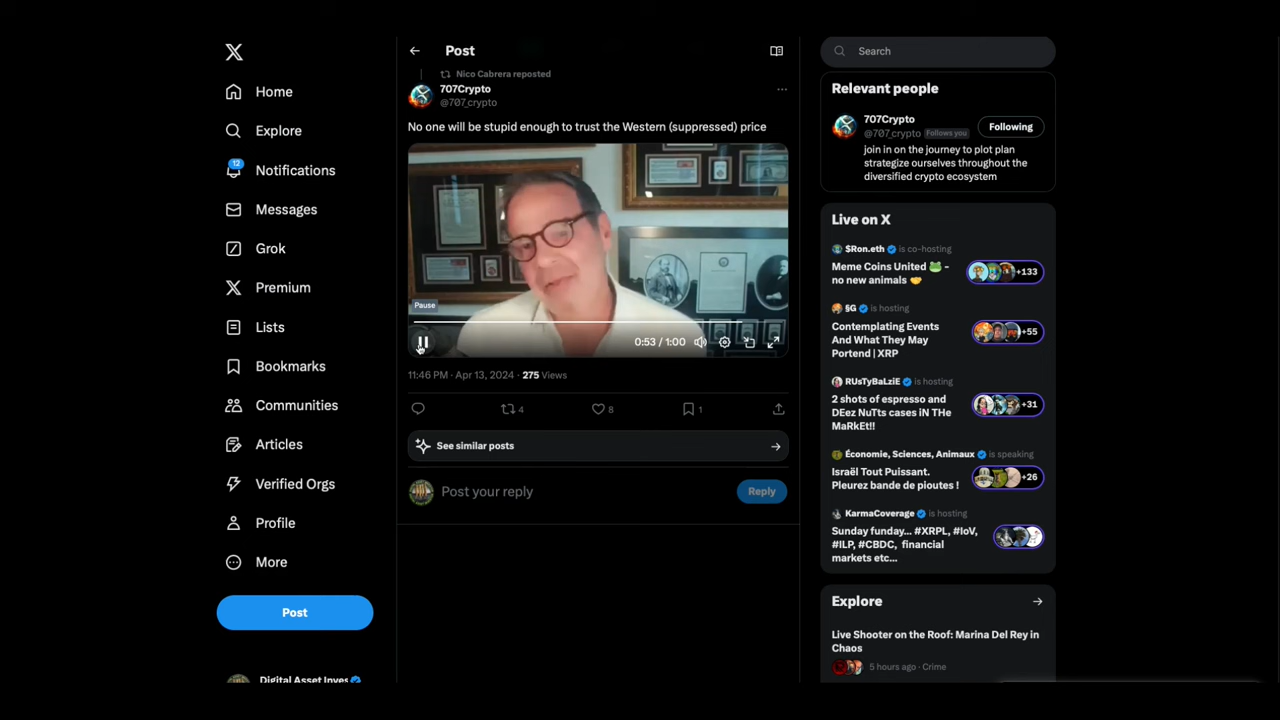 Home
Explore
12
Notifications
Messages
Grok
Premium
Lists
Bookmarks
Communities
Articles
Verified Orgs
Profile
More
Post
Digital Asset Inves
Post
Nico Cabrera reposted
707Crypto
@707_crypto
No one will be stupid enough to trust the Western (suppressed) price
Pause
0:53 / 1:00
11:46 PM · Apr 13, 2024 · 275 Views
4
8
1
See similar posts
Post your reply
Reply
Search
Relevant people
707Crypto
@707_crypto Follows you
Following
join in on the journey to plot plan
strategize ourselves throughout the
diversified crypto ecosystem
Live on X
$Ron.eth is co-hosting
Meme Coins United 🐸 -
no new animals 🤝
+133
§G is hosting
Contemplating Events
And What They May
Portend | XRP
+55
RUsTyBaLziE is hosting
2 shots of espresso and
DEez NuTts cases iN THe
MaRkEt!!
+31
Économie, Sciences, Animaux is speaking
Israël Tout Puissant.
Pleurez bande de pioutes !
+26
KarmaCoverage is hosting
Sunday funday... #XRPL, #IoV,
#ILP, #CBDC, financial
markets etc...
Explore
Live Shooter on the Roof: Marina Del Rey in
Chaos
5 hours ago · Crime